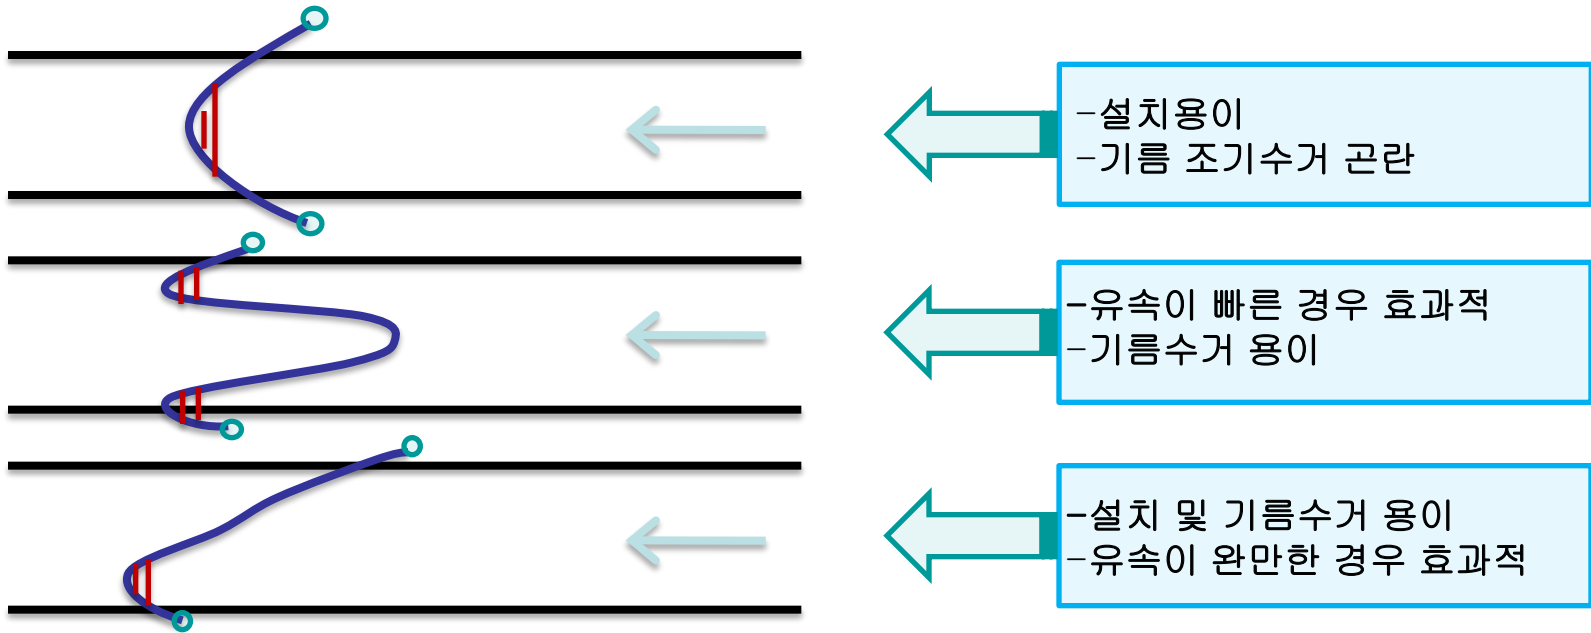 –설치용이
–기름 조기수거 곤란
–유속이 빠른 경우 효과적
–기름수거 용이
–설치 및 기름수거 용이
–유속이 완만한 경우 효과적